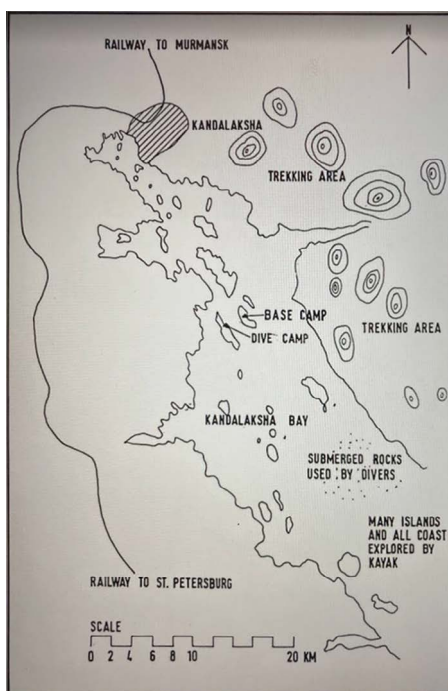 RAILWAY TO MURMANSK
N
KANDALAKSHA
TREKKING AREA
BASE CAMP
DIVE CAMP
TREKKING AREA
KANDALAKSHA BAY
SUBMERGED ROCKS
USED BY DIVERS
MANY ISLANDS
AND ALL COAST
EXPLORED BY
KAYAK
RAILWAY TO ST. PETERSBURG
SCALE
0 2 4 6 8 10 20 KM